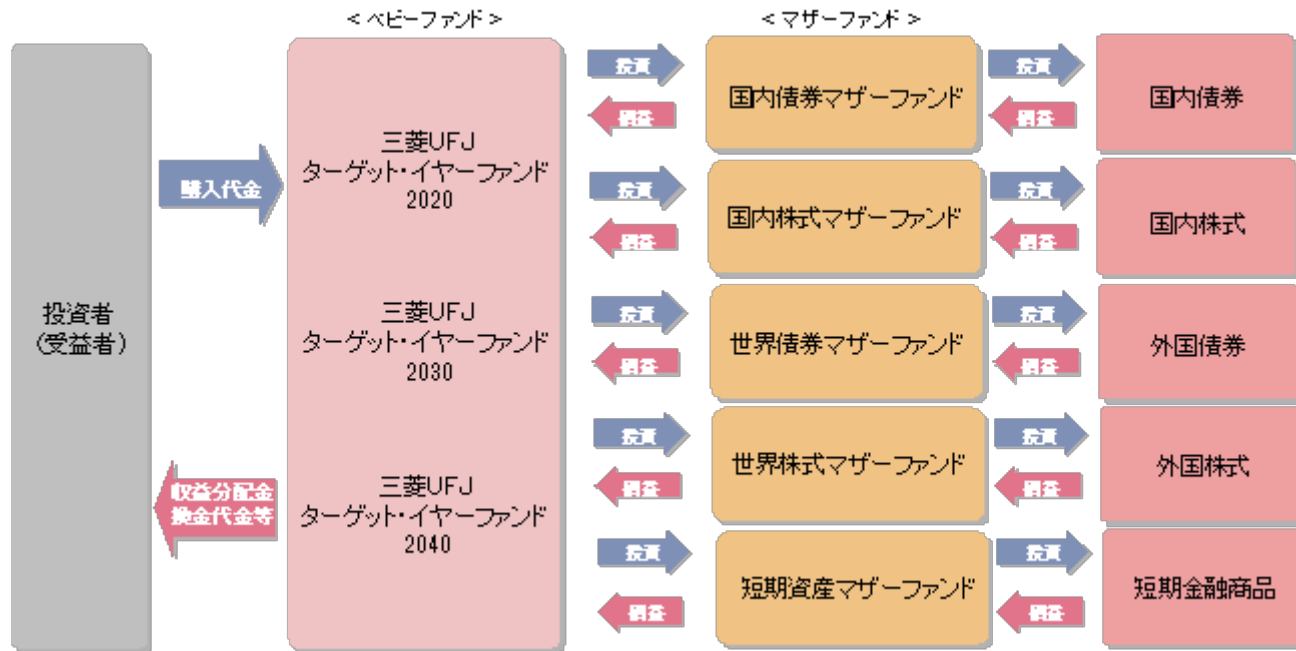 <ベビーファンド>
<マザーファンド>
投資者
(受益者)
購入代金
収益分配金
換金代金等
三菱UFJ
ターゲット・イヤーファンド
2020
三菱UFJ
ターゲット・イヤーファンド
2030
三菱UFJ
ターゲット・イヤーファンド
2040
投資
損益
国内債券マザーファンド
投資
損益
国内債券
投資
損益
国内株式マザーファンド
投資
損益
国内株式
投資
損益
世界債券マザーファンド
投資
損益
外国債券
投資
損益
世界株式マザーファンド
投資
損益
外国株式
投資
損益
短期資産マザーファンド
投資
損益
短期金融商品